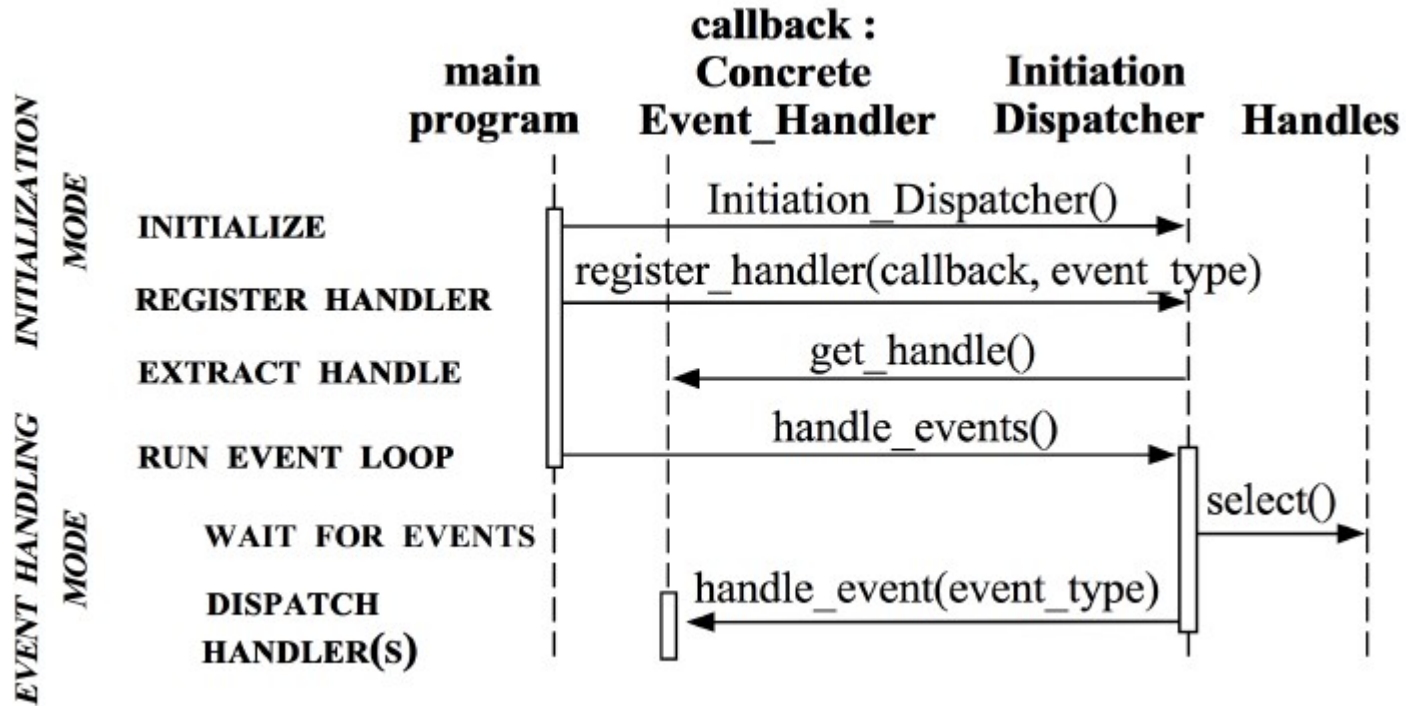 callback :
main Concrete Initiation
program Event_Handler Dispatcher Handles
INITIALIZATION
MODE
INITIALIZE Initiation_Dispatcher()
REGISTER HANDLER register_handler(callback, event_type)
EXTRACT HANDLE get_handle()
EVENT HANDLING
MODE
RUN EVENT LOOP handle_events()
WAIT FOR EVENTS select()
DISPATCH handle_event(event_type)
HANDLER(S)